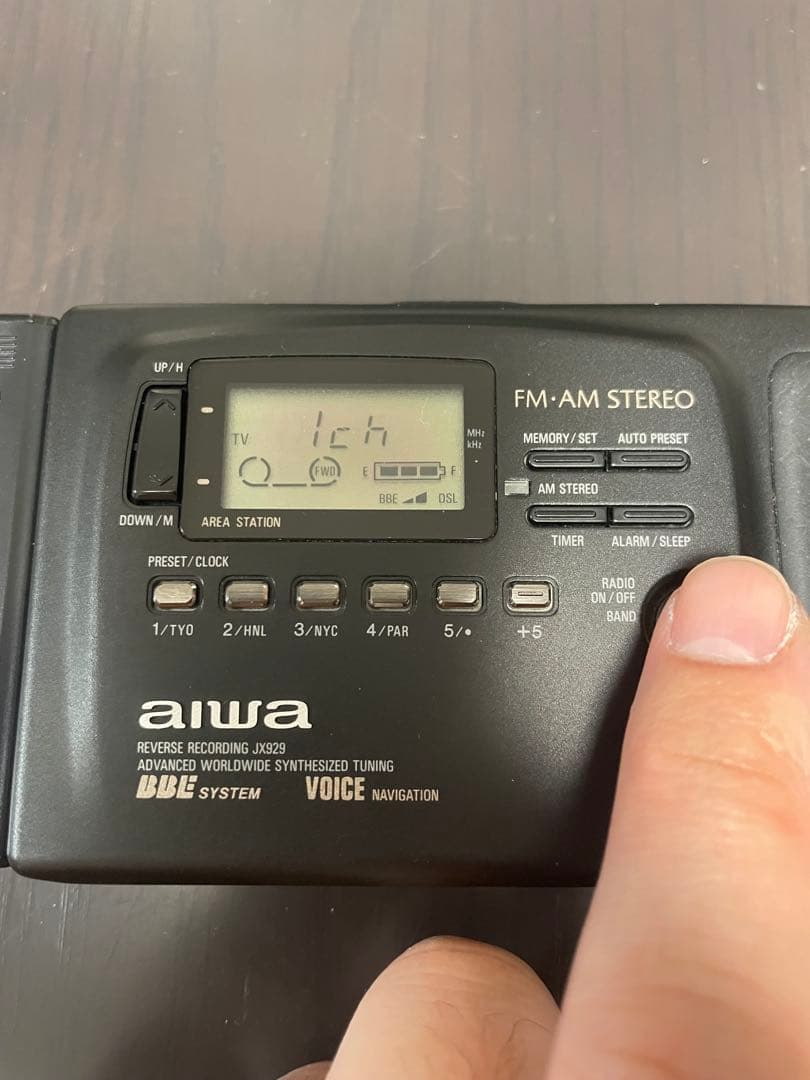 UP/H
FM·AM STEREO
1ch
MHz
kHz
TV
MEMORY/SET AUTO PRESET
FWD
E F
BBE DSL
AM STEREO
DOWN/M
AREA STATION
TIMER ALARM/SLEEP
PRESET/CLOCK
RADIO
ON/OFF
BAND
1/TYO 2/HNL 3/NYC 4/PAR 5/• +5
aiwa
REVERSE RECORDING JX929
ADVANCED WORLDWIDE SYNTHESIZED TUNING
BBE SYSTEM VOICE NAVIGATION